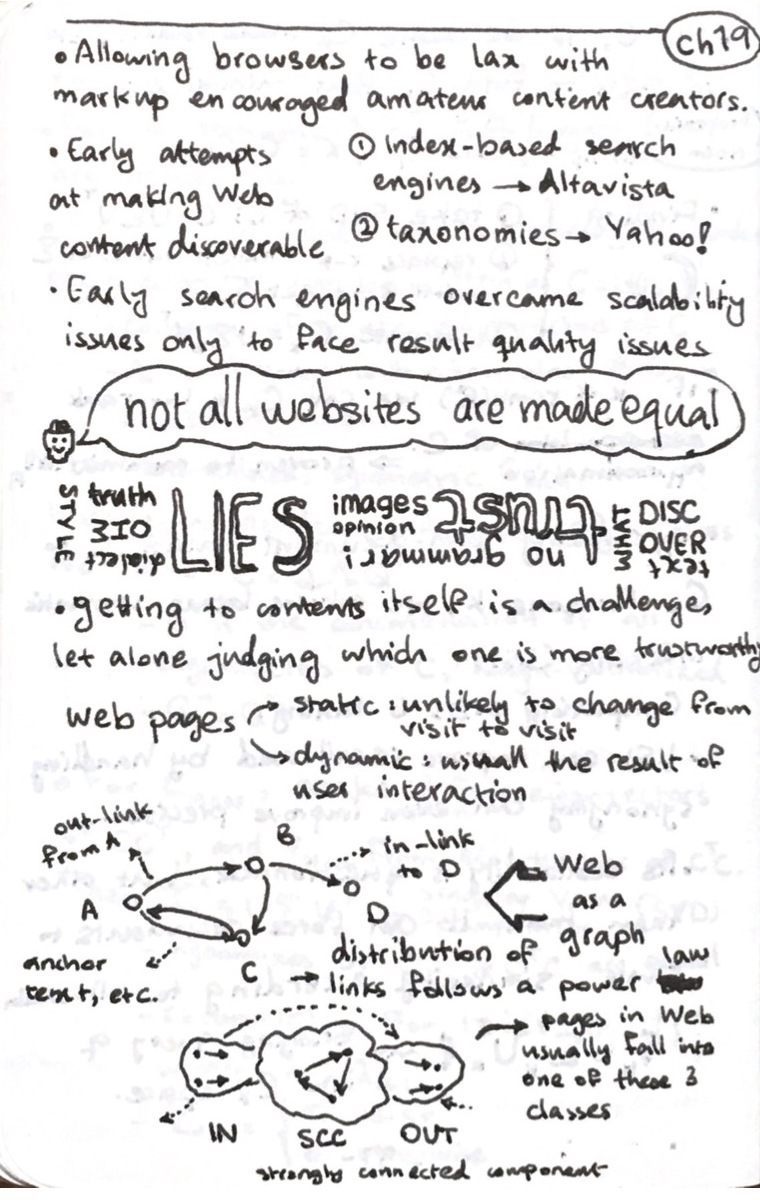 ch19
• Allowing browsers to be lax with
markup encouraged amateur content creators.
• Early attempts
at making Web
content discoverable
① Index-based search
engines → Altavista
② taxonomies → Yahoo!
• Early search engines overcame scalability
issues only to face result quality issues
not all websites are made equal
STYLE
truth
dialect
LIES
images
opinion
no grammar!
trust
WHY?
DISC
OVER
text
• getting to contents itself is a challenge,
let alone judging which one is more trustworthy
web pages
→ static : unlikely to change from
visit to visit
→ dynamic : usuall the result of
user interaction
out-link
from A
A
B
C
D
in-link
to D
anchor
text, etc.
Web
as a
graph
→ distribution of
links follows a power law
→ pages in Web
usually fall into
one of these 3
classes
IN
SCC
OUT
strongly connected component